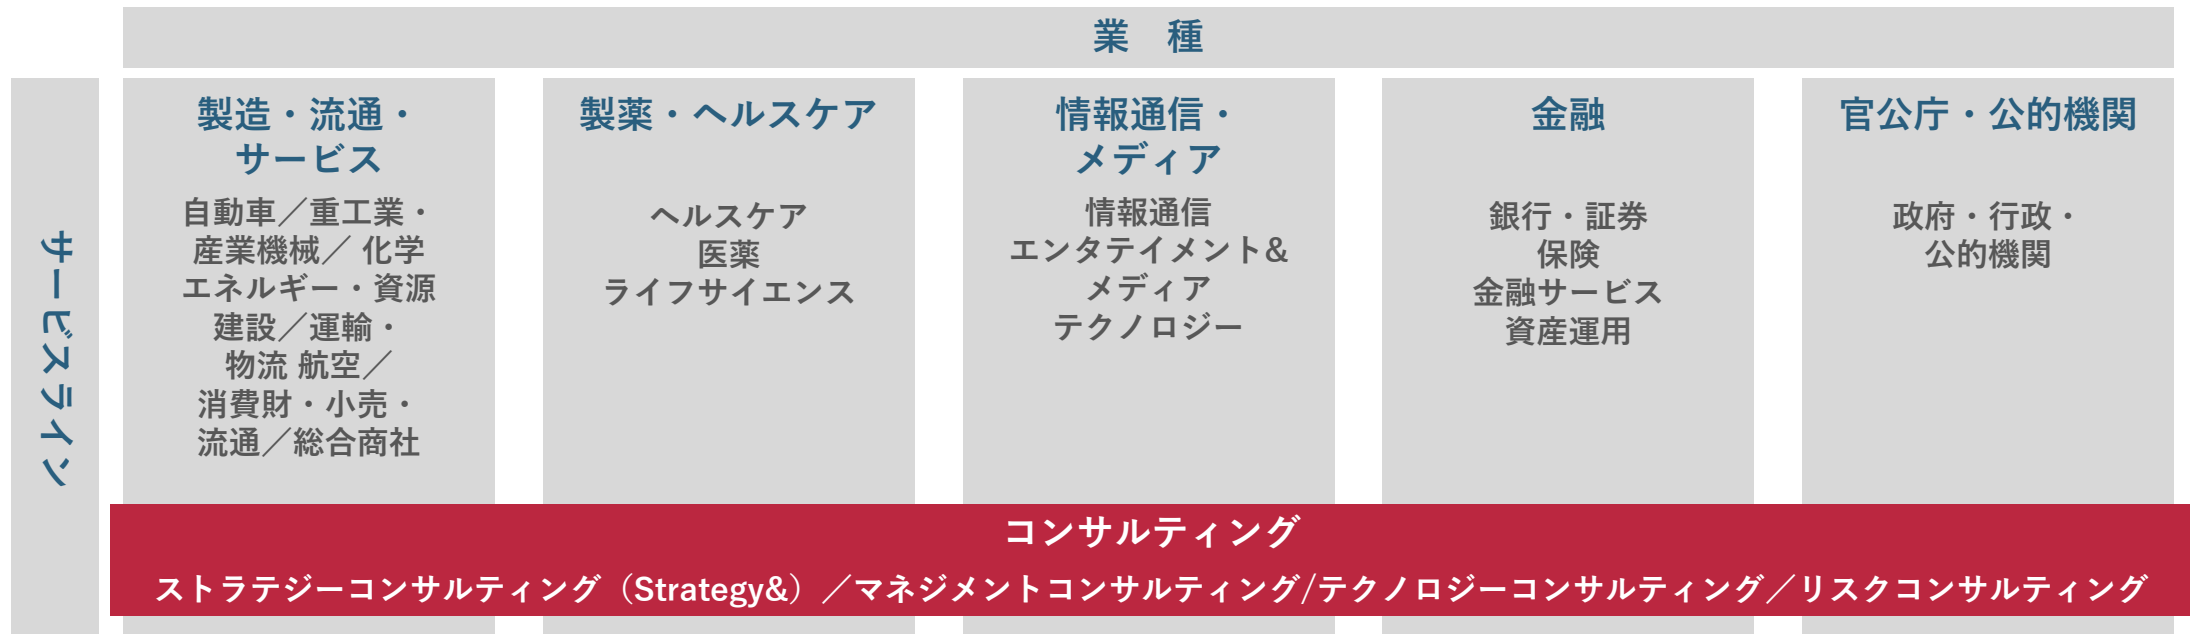 業　種
サービスライン
製造・流通・
サービス
自動車／重工業・
産業機械／ 化学
エネルギー・資源
建設／運輸・
物流 航空／
消費財・小売・
流通／総合商社
製薬・ヘルスケア
ヘルスケア
医薬
ライフサイエンス
情報通信・
メディア
情報通信
エンタテイメント&
メディア
テクノロジー
金融
銀行・証券
保険
金融サービス
資産運用
官公庁・公的機関
政府・行政・
公的機関
コンサルティング
ストラテジーコンサルティング（Strategy&）／マネジメントコンサルティング/テクノロジーコンサルティング／リスクコンサルティング